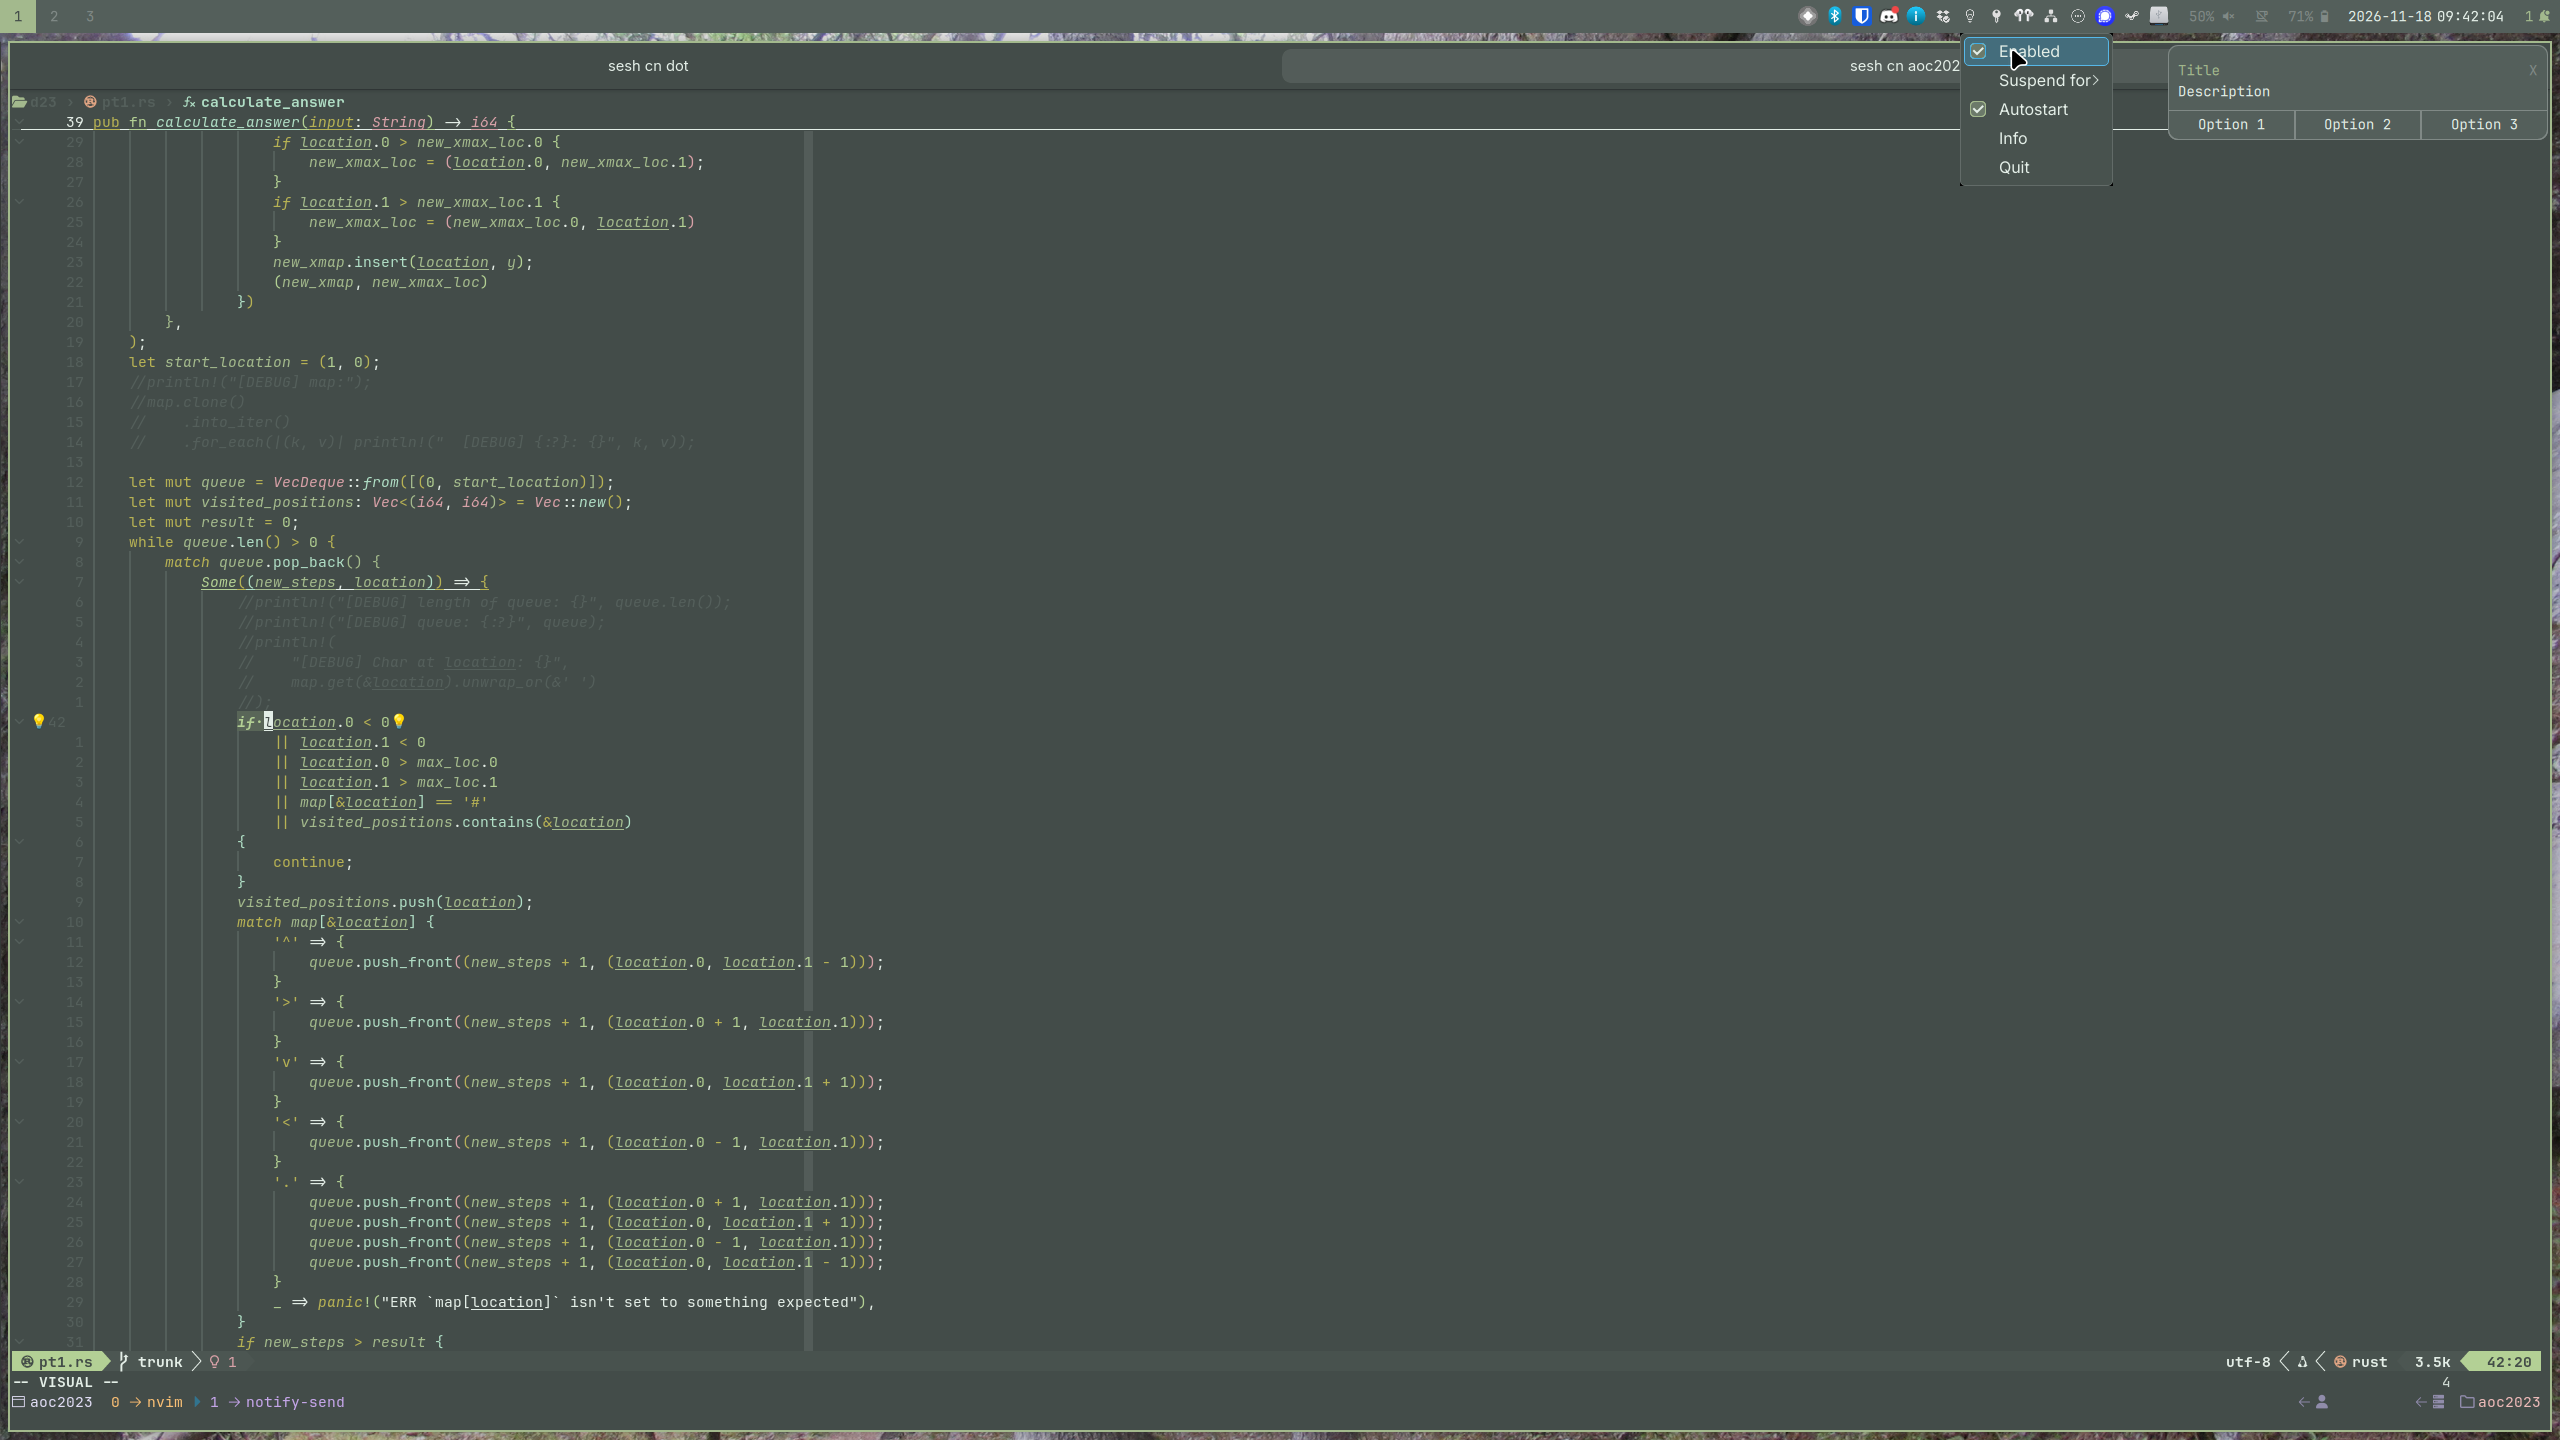 1 2 3
50% 71% 2026-11-18 09:42:04 1
sesh cn dot
sesh cn aoc202
Enabled
Suspend for>
Autostart
Info
Quit
Title X
Description
Option 1 Option 2 Option 3
d23 › pt1.rs › fx calculate_answer
39 pub fn calculate_answer(input: String) -> i64 {
29 if location.0 > new_xmax_loc.0 {
28 new_xmax_loc = (location.0, new_xmax_loc.1);
27 }
26 if location.1 > new_xmax_loc.1 {
25 new_xmax_loc = (new_xmax_loc.0, location.1)
24 }
23 new_xmap.insert(location, y);
22 (new_xmap, new_xmax_loc)
21 })
20 },
19 );
18 let start_location = (1, 0);
17 //println!("[DEBUG] map:");
16 //map.clone()
15 //    .into_iter()
14 //    .for_each(|(k, v)| println!("  [DEBUG] {:?}: {}", k, v));
13
12 let mut queue = VecDeque::from([(0, start_location)]);
11 let mut visited_positions: Vec<(i64, i64)> = Vec::new();
10 let mut result = 0;
9 while queue.len() > 0 {
8 match queue.pop_back() {
7 Some((new_steps, location)) => {
6 //println!("[DEBUG] length of queue: {}", queue.len());
5 //println!("[DEBUG] queue: {:?}", queue);
4 //println!(
3 //    "[DEBUG] Char at location: {}",
2 //    map.get(&location).unwrap_or(&' ')
1 //);
42 if·location.0 < 0
1 || location.1 < 0
2 || location.0 > max_loc.0
3 || location.1 > max_loc.1
4 || map[&location] == '#'
5 || visited_positions.contains(&location)
6 {
7 continue;
8 }
9 visited_positions.push(location);
10 match map[&location] {
11 '^' => {
12 queue.push_front((new_steps + 1, (location.0, location.1 - 1)));
13 }
14 '>' => {
15 queue.push_front((new_steps + 1, (location.0 + 1, location.1)));
16 }
17 'v' => {
18 queue.push_front((new_steps + 1, (location.0, location.1 + 1)));
19 }
20 '<' => {
21 queue.push_front((new_steps + 1, (location.0 - 1, location.1)));
22 }
23 '.' => {
24 queue.push_front((new_steps + 1, (location.0 + 1, location.1)));
25 queue.push_front((new_steps + 1, (location.0, location.1 + 1)));
26 queue.push_front((new_steps + 1, (location.0 - 1, location.1)));
27 queue.push_front((new_steps + 1, (location.0, location.1 - 1)));
28 }
29 _ => panic!("ERR `map[location]` isn't set to something expected"),
30 }
31 if new_steps > result {
pt1.rs trunk 1 utf-8 rust 3.5k 42:20
-- VISUAL -- 4
aoc2023 0 → nvim 1 → notify-send ← ← aoc2023